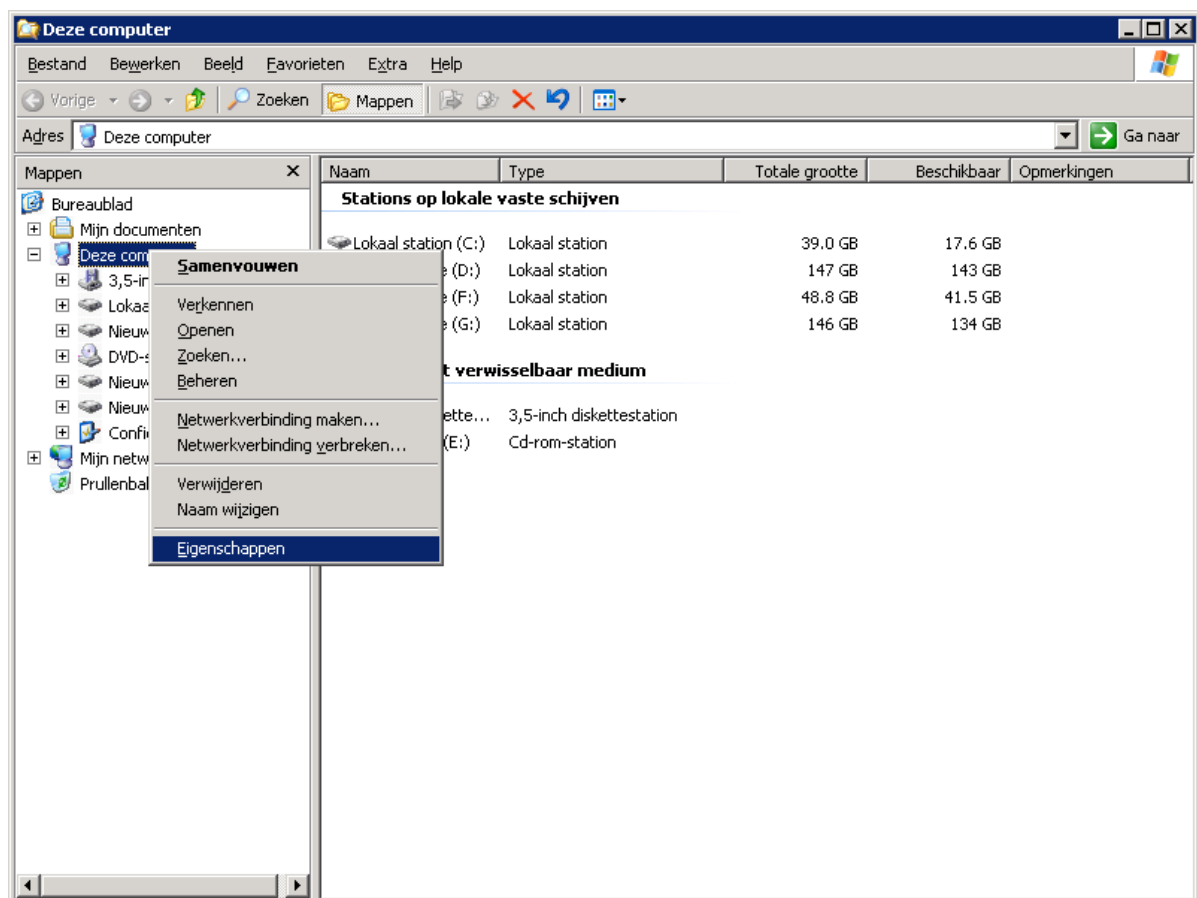 Deze computer
Bestand Bewerken Beeld Favorieten Extra Help
Vorige Zoeken Mappen
Adres Deze computer Ga naar
Mappen
Bureaublad
Mijn documenten
Deze com
3,5-in
Lokaa
Nieuw
DVD-s
Nieuw
Nieuw
Confi
Mijn netw
Prullenbal
Samenvouwen
Verkennen
Openen
Zoeken...
Beheren
Netwerkverbinding maken...
Netwerkverbinding verbreken...
Verwijderen
Naam wijzigen
Eigenschappen
Naam Type Totale grootte Beschikbaar Opmerkingen
Stations op lokale vaste schijven
Lokaal station (C:) Lokaal station 39.0 GB 17.6 GB
(D:) Lokaal station 147 GB 143 GB
(F:) Lokaal station 48.8 GB 41.5 GB
(G:) Lokaal station 146 GB 134 GB
t verwisselbaar medium
ette... 3,5-inch diskettestation
(E:) Cd-rom-station